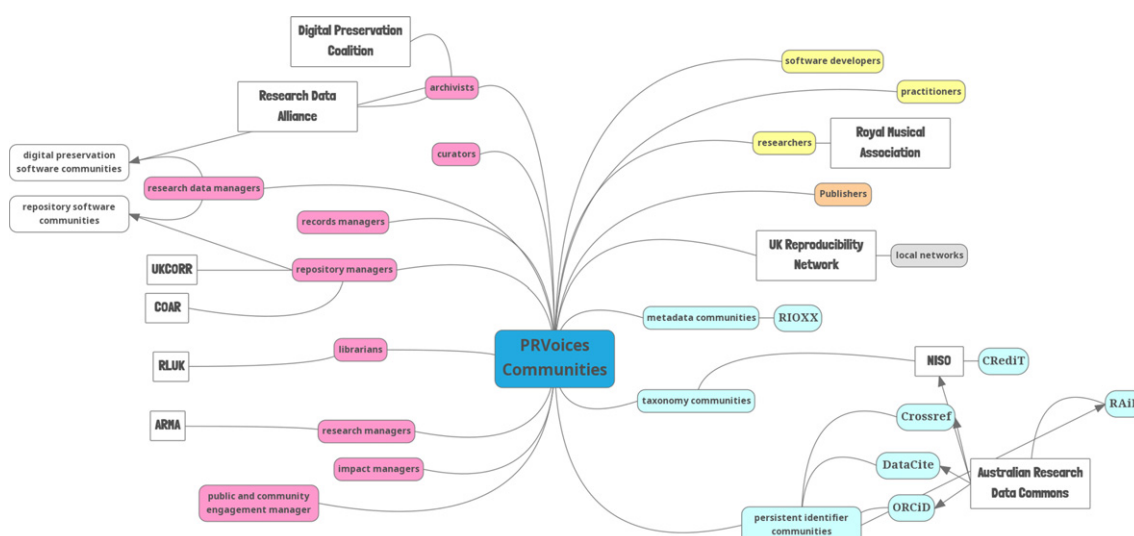 Digital Preservation
Coalition
Research Data
Alliance
archivists
curators
digital preservation
software communities
research data managers
repository software
communities
records managers
UKCORR
repository managers
COAR
librarians
RLUK
ARMA
research managers
impact managers
public and community
engagement manager
PRVoices
Communities
software developers
practitioners
researchers
Royal Musical
Association
Publishers
UK Reproducibility
Network
local networks
metadata communities
RIOXX
taxonomy communities
NISO
CRediT
Crossref
DataCite
ORCiD
Australian Research
Data Commons
persistent identifier
communities